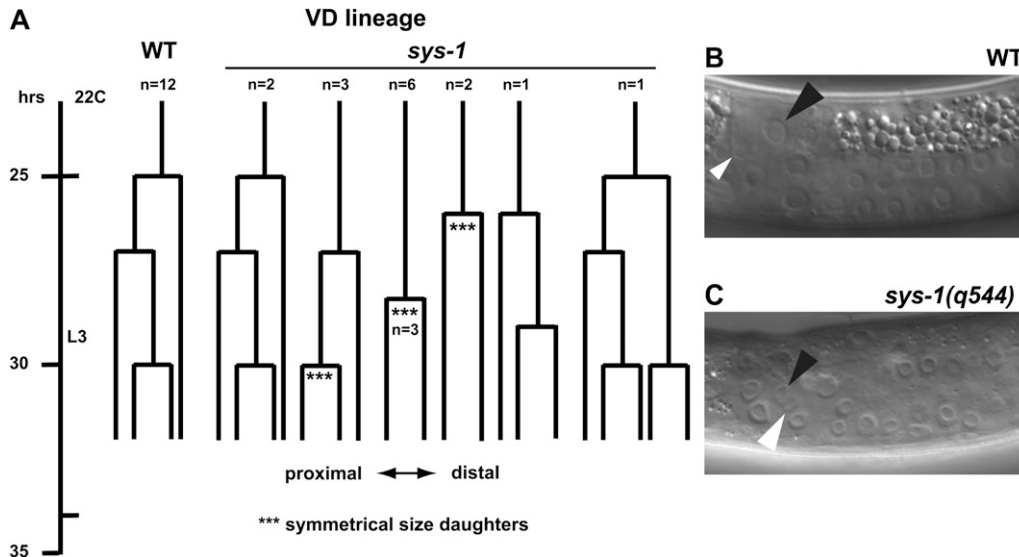 A
VD lineage
WT
sys-1
hrs 22C n=12 n=2 n=3 n=6 n=2 n=1 n=1
25
***
***
n=3
L3
30
***
proximal distal
*** symmetrical size daughters
35
B WT
C sys-1(q544)